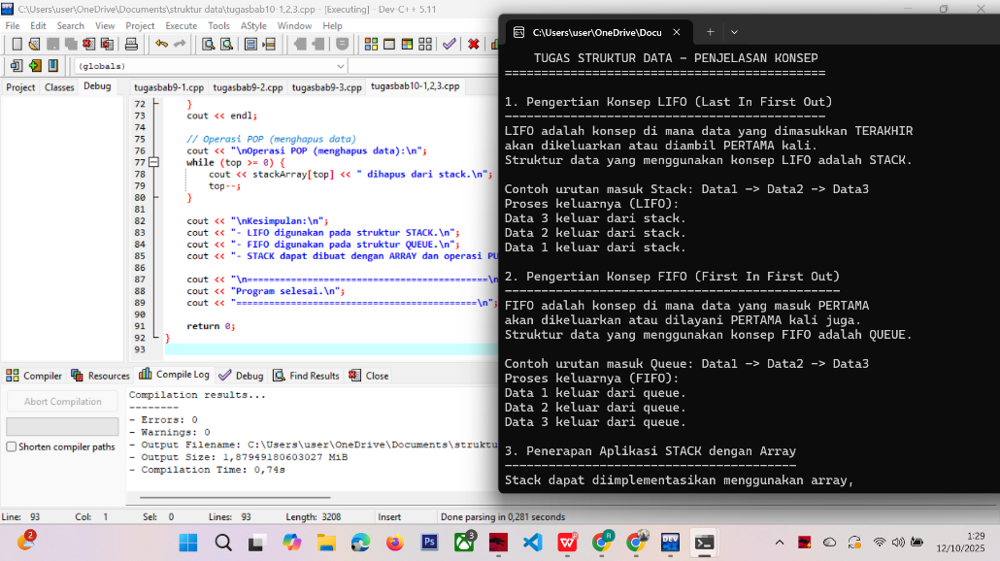 C:\Users\user\OneDrive\Documents\struktur data\tugasbab10-1,2,3.cpp - [Executing] - Dev-C++ 5.11
File Edit Search View Project Execute Tools AStyle Window Help
(globals)
Project Classes Debug
tugasbab9-1.cpp tugasbab9-2.cpp tugasbab9-3.cpp tugasbab10-1,2,3.cpp
72 }
73 cout << endl;
74
75 // Operasi POP (menghapus data)
76 cout << "\nOperasi POP (menghapus data):\n";
77 while (top >= 0) {
78 cout << stackArray[top] << " dihapus dari stack.\n";
79 top--;
80 }
81
82 cout << "\nKesimpulan:\n";
83 cout << "- LIFO digunakan pada struktur STACK.\n";
84 cout << "- FIFO digunakan pada struktur QUEUE.\n";
85 cout << "- STACK dapat dibuat dengan ARRAY dan operasi PU
86
87 cout << "\n============================================\n
88 cout << "Program selesai.\n";
89 cout << "============================================\n";
90
91 return 0;
92 }
93
Compiler Resources Compile Log Debug Find Results Close
Abort Compilation
Shorten compiler paths
Compilation results...
--------
- Errors: 0
- Warnings: 0
- Output Filename: C:\Users\user\OneDrive\Documents\struktu
- Output Size: 1,87949180603027 MiB
- Compilation Time: 0,74s
Line: 93 Col: 1 Sel: 0 Lines: 93 Length: 3208 Insert Done parsing in 0,281 seconds
C:\Users\user\OneDrive\Docu
TUGAS STRUKTUR DATA - PENJELASAN KONSEP
============================================
1. Pengertian Konsep LIFO (Last In First Out)
--------------------------------------------
LIFO adalah konsep di mana data yang dimasukkan TERAKHIR
akan dikeluarkan atau diambil PERTAMA kali.
Struktur data yang menggunakan konsep LIFO adalah STACK.
Contoh urutan masuk Stack: Data1 -> Data2 -> Data3
Proses keluarnya (LIFO):
Data 3 keluar dari stack.
Data 2 keluar dari stack.
Data 1 keluar dari stack.
2. Pengertian Konsep FIFO (First In First Out)
----------------------------------------------
FIFO adalah konsep di mana data yang masuk PERTAMA
akan dikeluarkan atau dilayani PERTAMA kali juga.
Struktur data yang menggunakan konsep FIFO adalah QUEUE.
Contoh urutan masuk Queue: Data1 -> Data2 -> Data3
Proses keluarnya (FIFO):
Data 1 keluar dari queue.
Data 2 keluar dari queue.
Data 3 keluar dari queue.
3. Penerapan Aplikasi STACK dengan Array
----------------------------------------
Stack dapat diimplementasikan menggunakan array,
2
Ps
3
W
R
DEV
1:29
12/10/2025